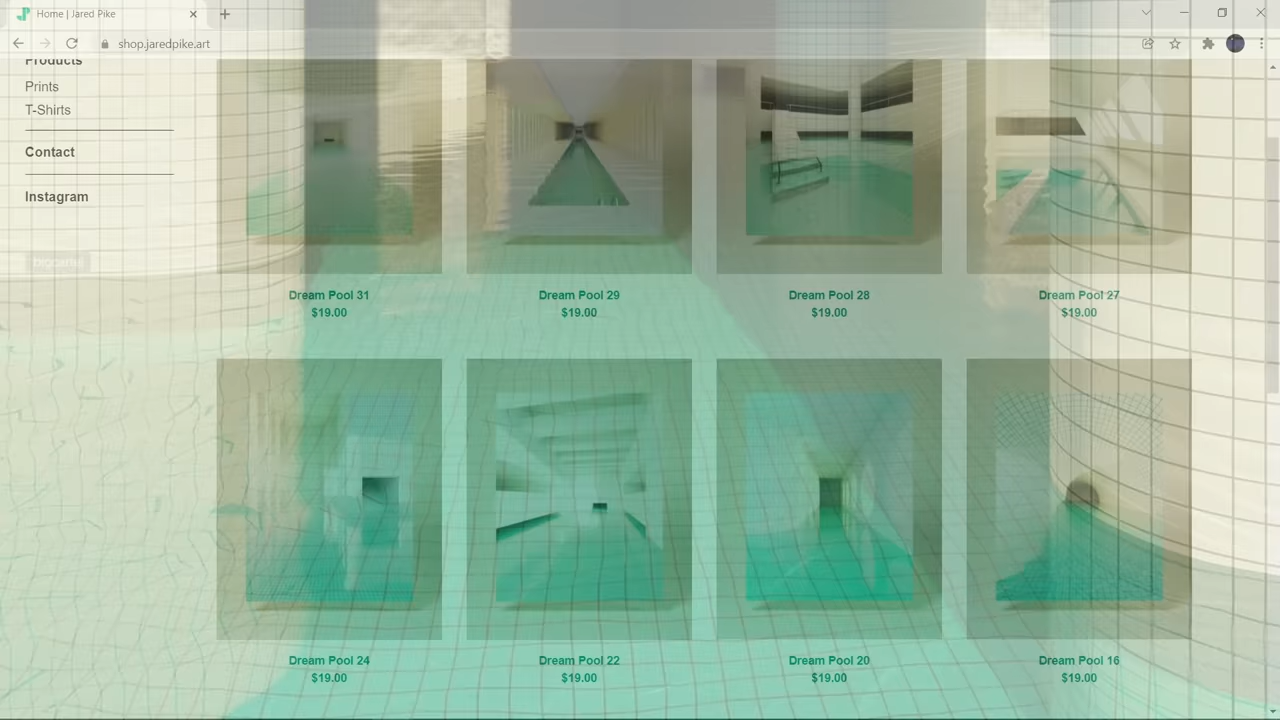 Home | Jared Pike
shop.jaredpike.art
Products
Prints
T-Shirts
Contact
Instagram
Dream Pool 31
$19.00
Dream Pool 29
$19.00
Dream Pool 28
$19.00
Dream Pool 27
$19.00
Dream Pool 24
$19.00
Dream Pool 22
$19.00
Dream Pool 20
$19.00
Dream Pool 16
$19.00